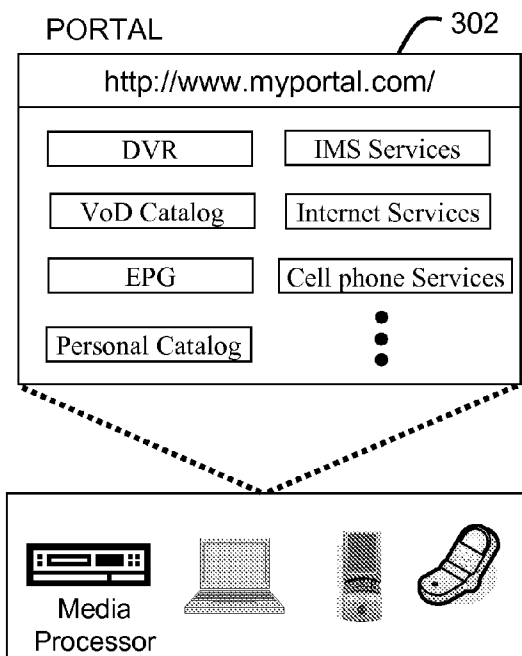 PORTAL
302
http://www.myportal.com/
DVR
IMS Services
VoD Catalog
Internet Services
EPG
Cell phone Services
Personal Catalog
Media
Processor